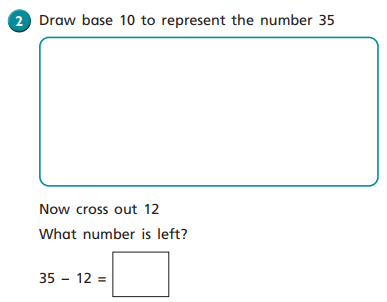 2 Draw base 10 to represent the number 35
Now cross out 12
What number is left?
35 – 12 =